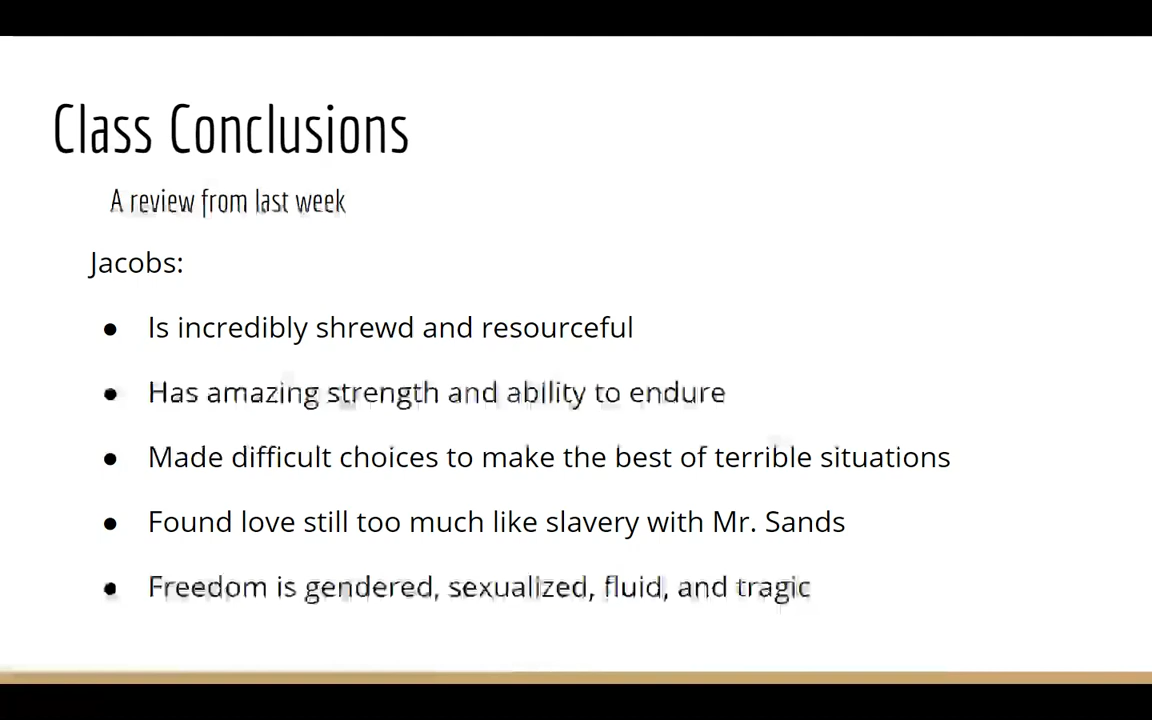 Class Conclusions
A review from last week
Jacobs:
● Is incredibly shrewd and resourceful
● Has amazing strength and ability to endure
● Made difficult choices to make the best of terrible situations
● Found love still too much like slavery with Mr. Sands
● Freedom is gendered, sexualized, fluid, and tragic